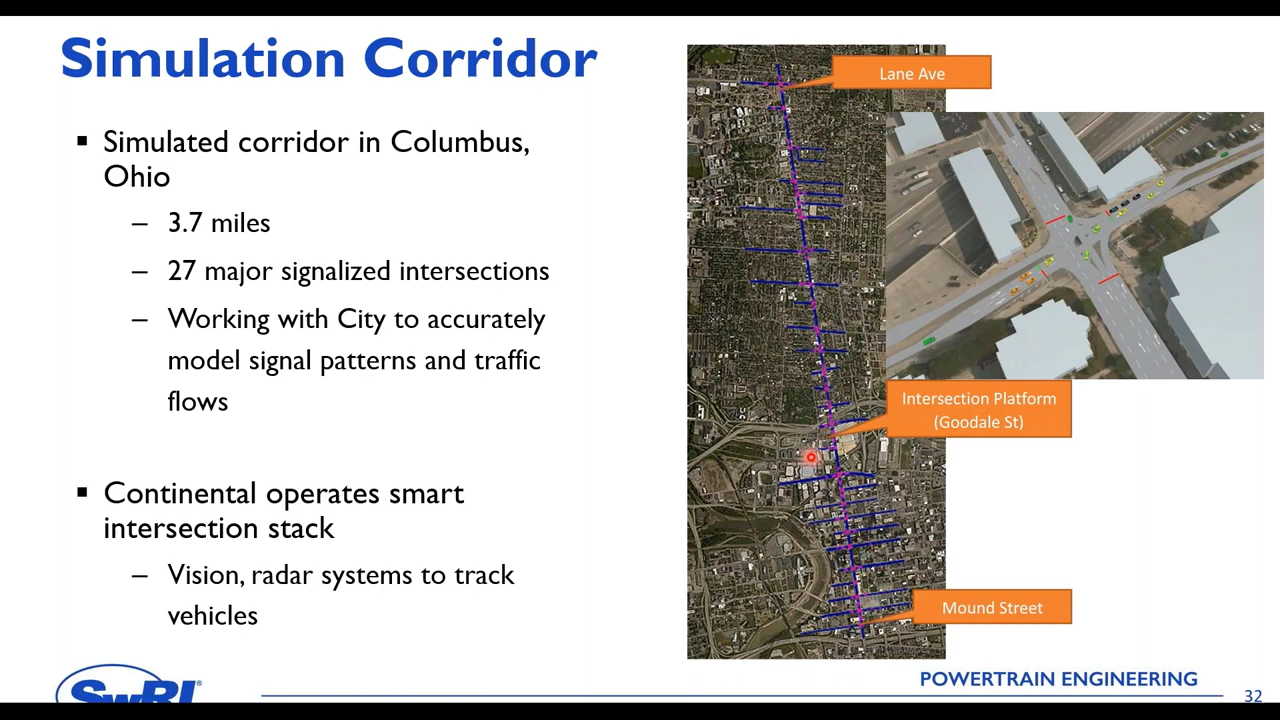 Simulation Corridor
▪ Simulated corridor in Columbus,
Ohio
– 3.7 miles
– 27 major signalized intersections
– Working with City to accurately
model signal patterns and traffic
flows
▪ Continental operates smart
intersection stack
– Vision, radar systems to track
vehicles
Lane Ave
Intersection Platform
(Goodale St)
Mound Street
SwRI®
POWERTRAIN ENGINEERING
32